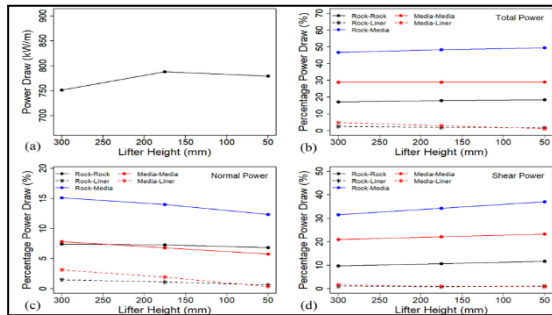 Power Draw (kW/m)
900
850
800
750
700
300 250 200 150 100 50
Lifter Height (mm)
(a)
Percentage Power Draw (%)
70
60
50
40
30
20
10
0
Rock-Rock Media-Media Total Power
Rock-Liner Media-Liner
Rock-Media
300 250 200 150 100 50
Lifter Height (mm)
(b)
Percentage Power Draw (%)
20
15
10
5
0
Rock-Rock Media-Media Normal Power
Rock-Liner Media-Liner
Rock-Media
300 250 200 150 100 50
Lifter Height (mm)
(c)
Percentage Power Draw (%)
50
40
30
20
10
0
Rock-Rock Media-Media Shear Power
Rock-Liner Media-Liner
Rock-Media
300 250 200 150 100 50
Lifter Height (mm)
(d)